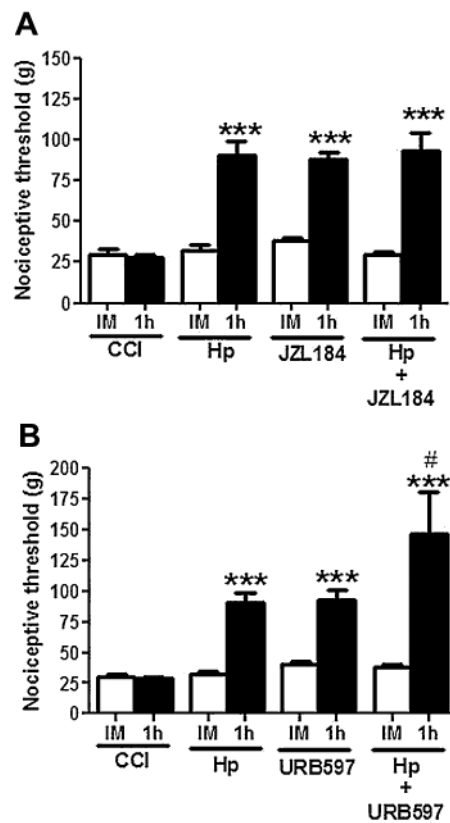 A
Nociceptive threshold (g)
150
125
100
75
50
25
0
*** *** ***
IM 1h IM 1h IM 1h IM 1h
CCI Hp JZL184 Hp
+
JZL184
B
Nociceptive threshold (g)
200
175
150
125
100
75
50
25
0
#
*** *** ***
IM 1h IM 1h IM 1h IM 1h
CCI Hp URB597 Hp
+
URB597